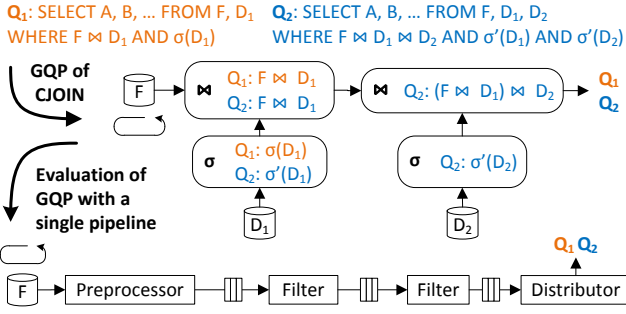 Q₁: SELECT A, B, ... FROM F, D₁
WHERE F ⋈ D₁ AND σ(D₁)
Q₂: SELECT A, B, ... FROM F, D₁, D₂
WHERE F ⋈ D₁ ⋈ D₂ AND σ'(D₁) AND σ'(D₂)
GQP of
CJOIN
F
⋈
Q₁: F ⋈ D₁
Q₂: F ⋈ D₁
⋈
Q₂: (F ⋈ D₁) ⋈ D₂
Q₁
Q₂
σ
Q₁: σ(D₁)
Q₂: σ'(D₁)
σ
Q₂: σ'(D₂)
D₁
D₂
Evaluation of
GQP with a
single pipeline
Q₁ Q₂
F
Preprocessor
Filter
Filter
Distributor